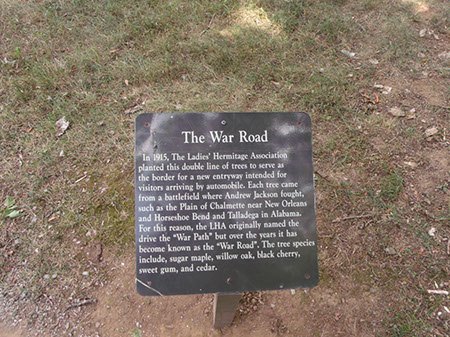 The War Road
In 1915, The Ladies' Hermitage Association
planted this double line of trees to serve as
the border for a new entryway intended for
visitors arriving by automobile. Each tree came
from a battlefield where Andrew Jackson fought,
such as the Plain of Chalmette near New Orleans
and Horseshoe Bend and Talladega in Alabama.
For this reason, the LHA originally named the
drive the "War Path" but over the years it has
become known as the "War Road". The tree species
include, sugar maple, willow oak, black cherry,
sweet gum, and cedar.